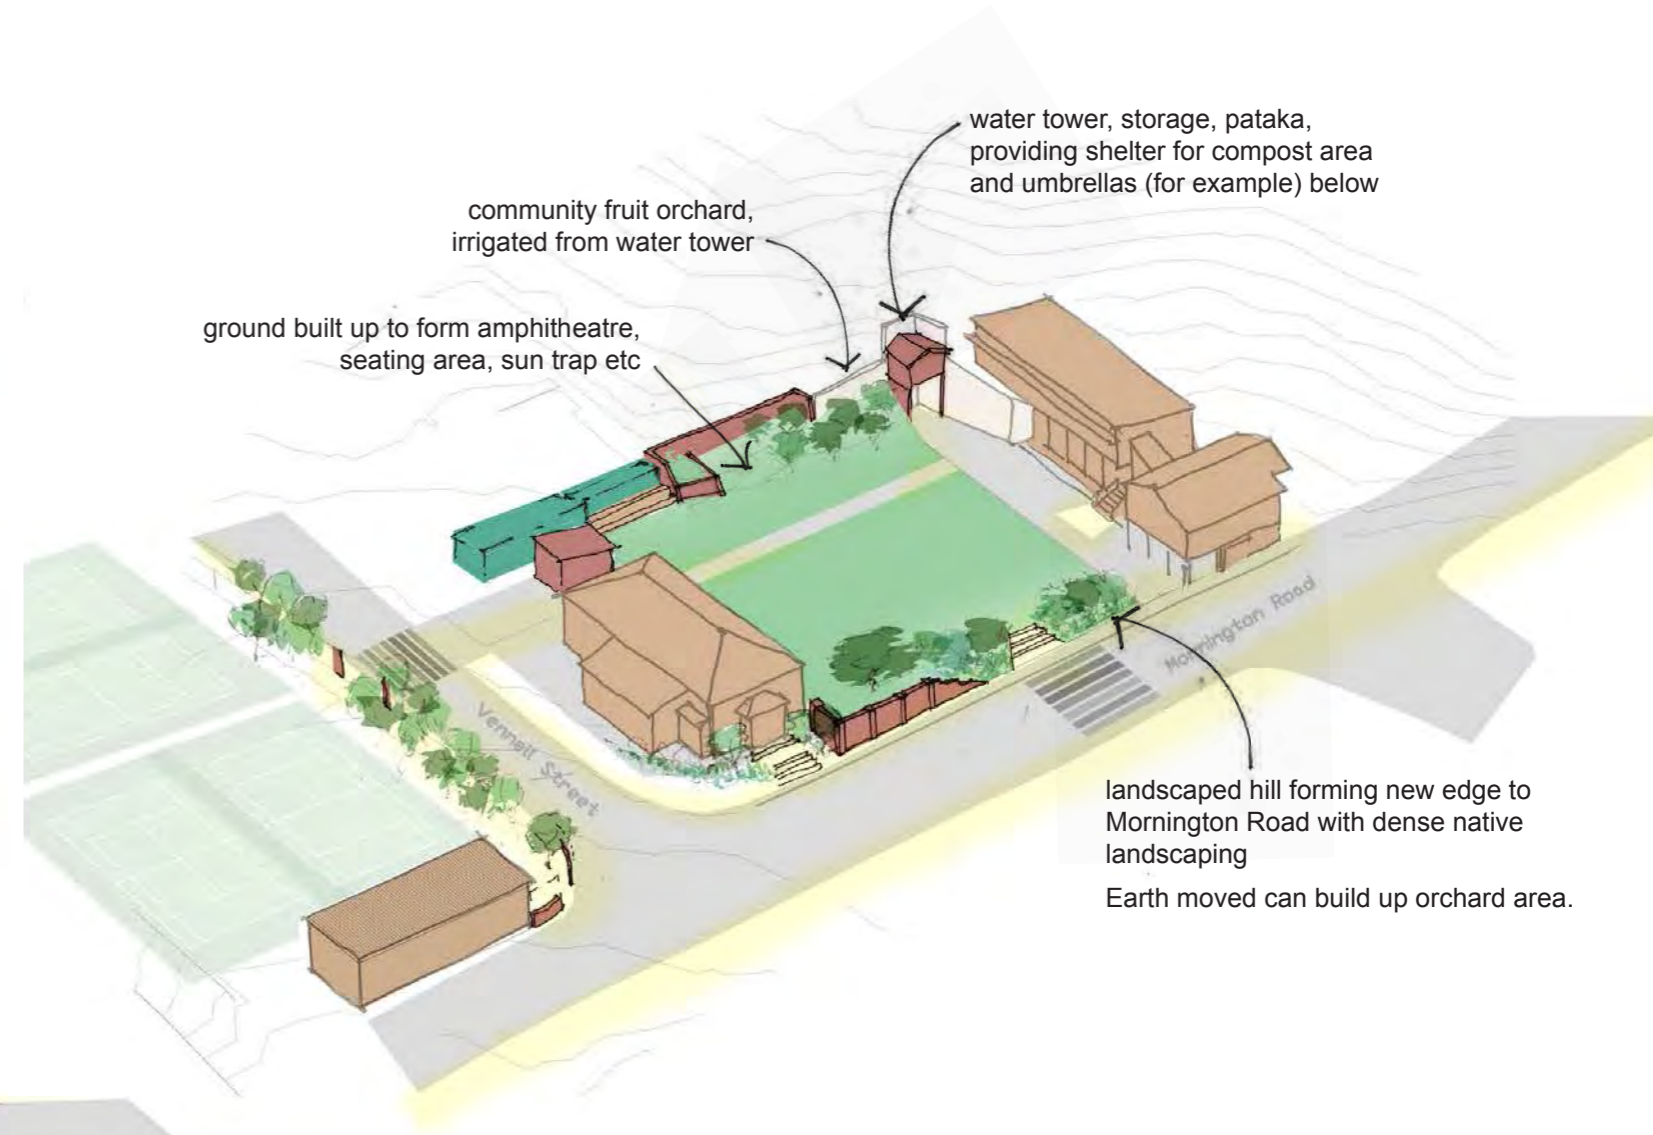 water tower, storage, pataka,
providing shelter for compost area
and umbrellas (for example) below
community fruit orchard,
irrigated from water tower
ground built up to form amphitheatre,
seating area, sun trap etc
Mornington Road
Vennell Street
landscaped hill forming new edge to
Mornington Road with dense native
landscaping
Earth moved can build up orchard area.